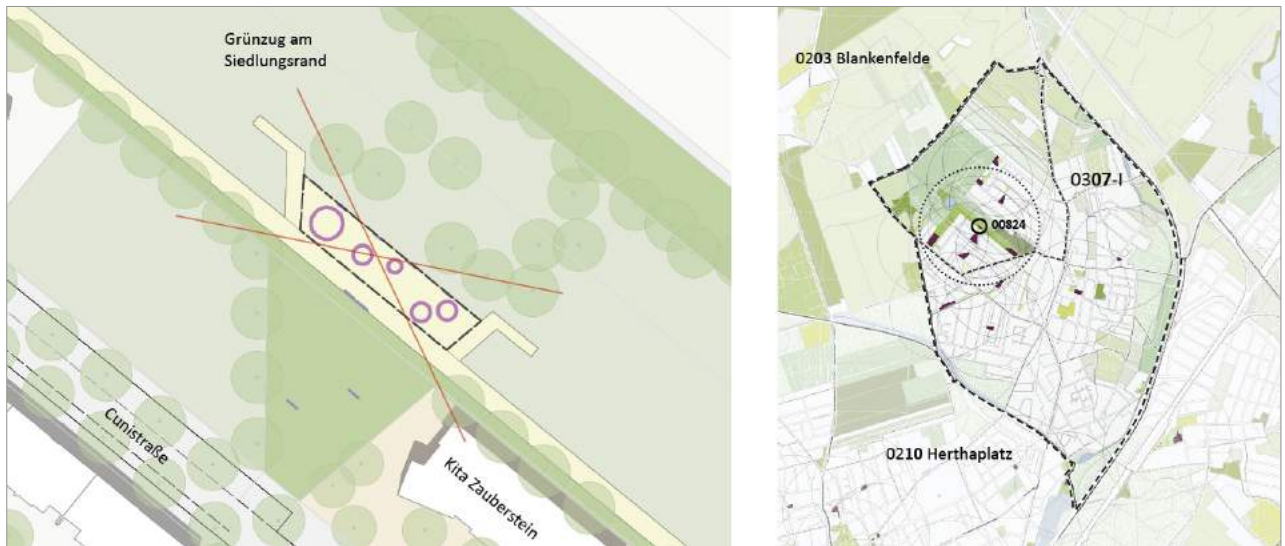 Grünzug am
Siedlungsrand
Cunistraße
Kita Zauberstein
0203 Blankenfelde
0307-I
00824
0210 Herthaplatz